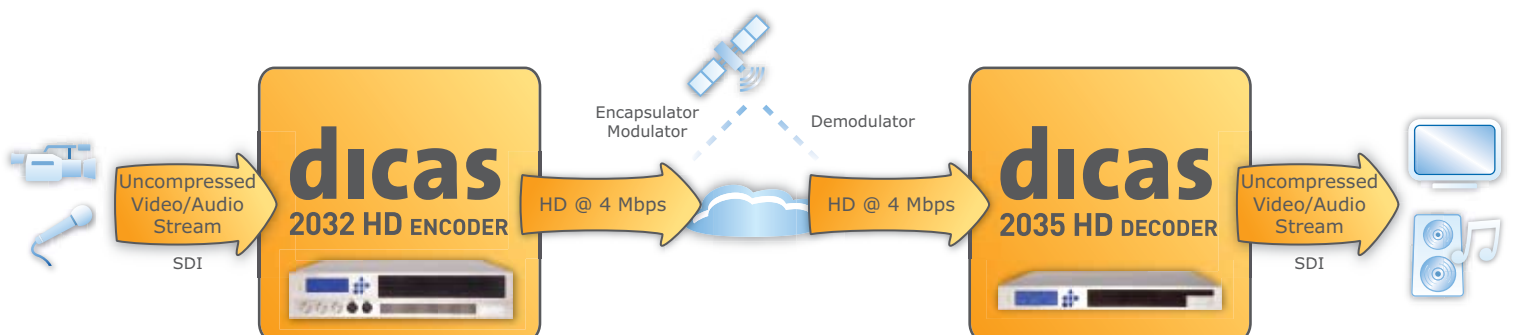 Uncompressed
Video/Audio
Stream
SDI
dicas
2032 HD ENCODER
HD @ 4 Mbps
Encapsulator
Modulator
Demodulator
HD @ 4 Mbps
dicas
2035 HD DECODER
Uncompressed
Video/Audio
Stream
SDI